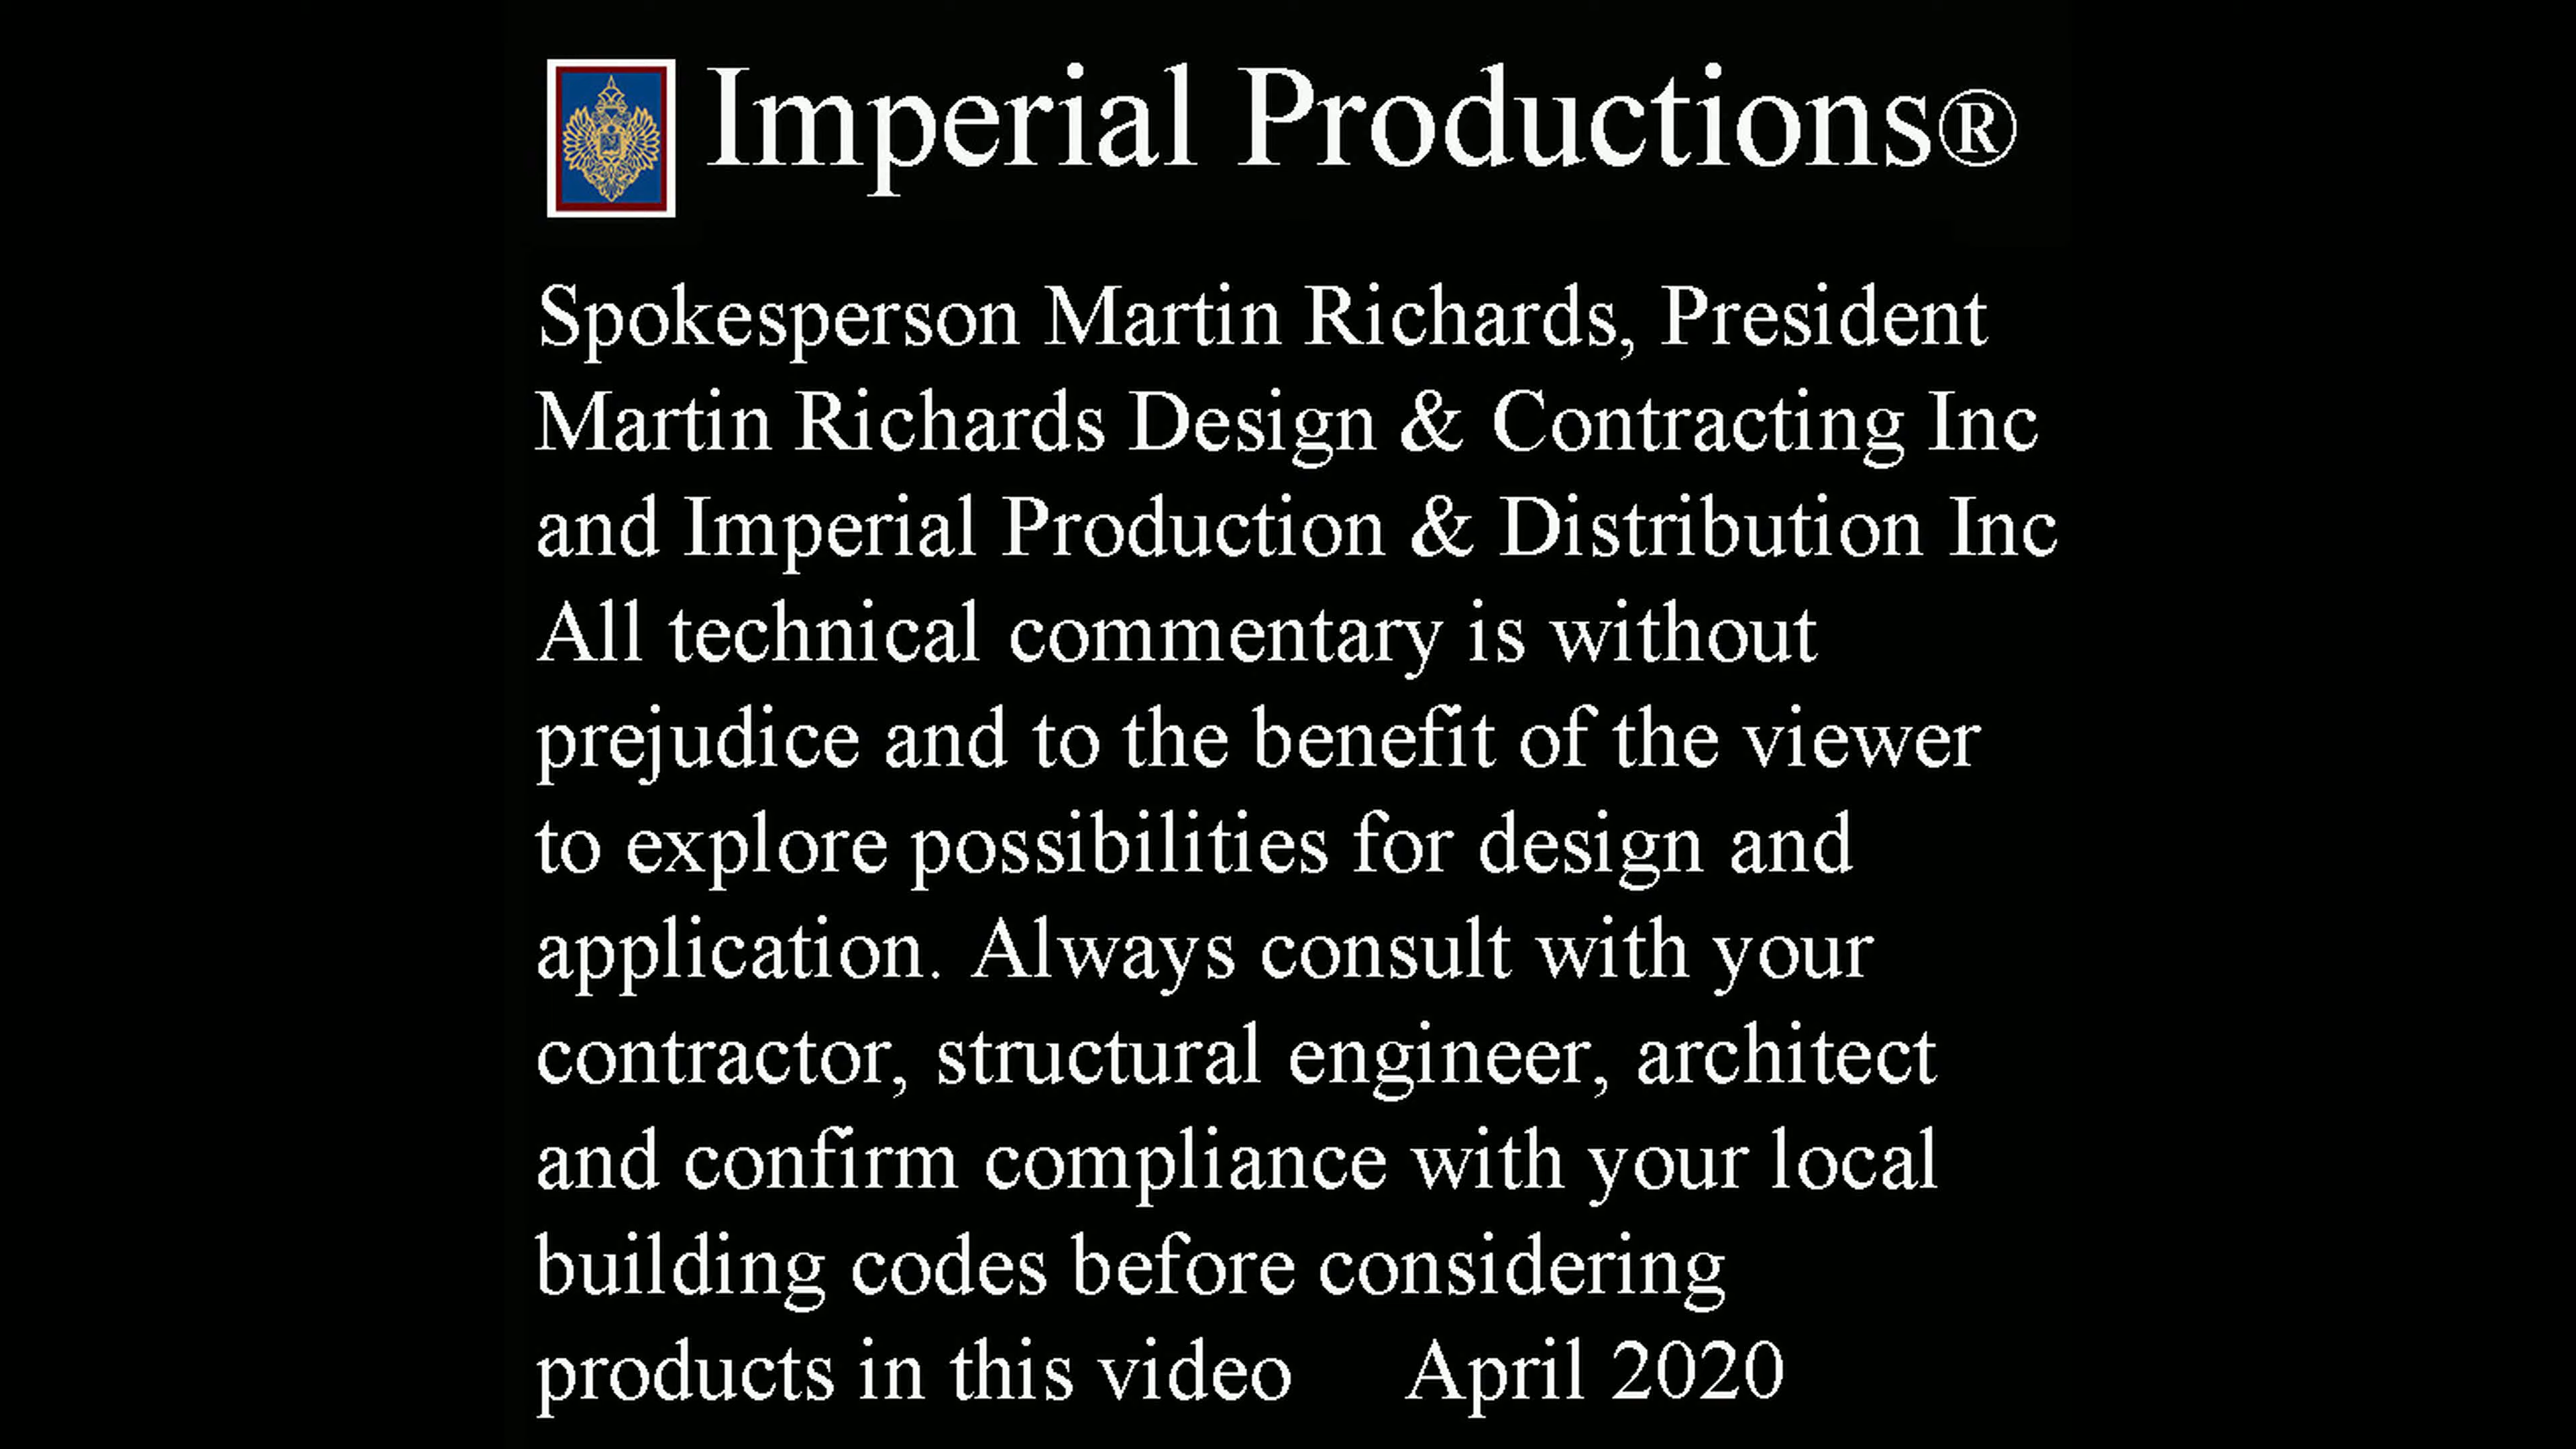 Imperial Productions®
Spokesperson Martin Richards, President
Martin Richards Design & Contracting Inc
and Imperial Production & Distribution Inc
All technical commentary is without
prejudice and to the benefit of the viewer
to explore possibilities for design and
application. Always consult with your
contractor, structural engineer, architect
and confirm compliance with your local
building codes before considering
products in this video April 2020